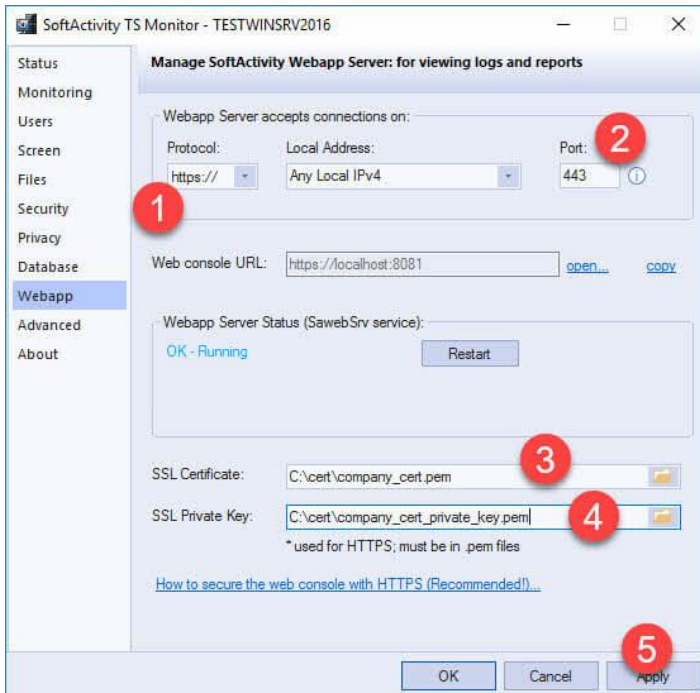 SoftActivity TS Monitor - TESTWINSRV2016
Status
Monitoring
Users
Screen
Files
Security
Privacy
Database
Webapp
Advanced
About
Manage SoftActivity Webapp Server: for viewing logs and reports
Webapp Server accepts connections on:
Protocol: Local Address: Port: 2
https:// Any Local IPv4 443
1
Web console URL: https://localhost:8081 open... copy
Webapp Server Status (SawebSrv service):
OK - Running Restart
SSL Certificate: C:\cert\company_cert.pem 3
SSL Private Key: C:\cert\company_cert_private_key.pem 4
* used for HTTPS; must be in .pem files
How to secure the web console with HTTPS (Recommended!)...
5
OK Cancel Apply